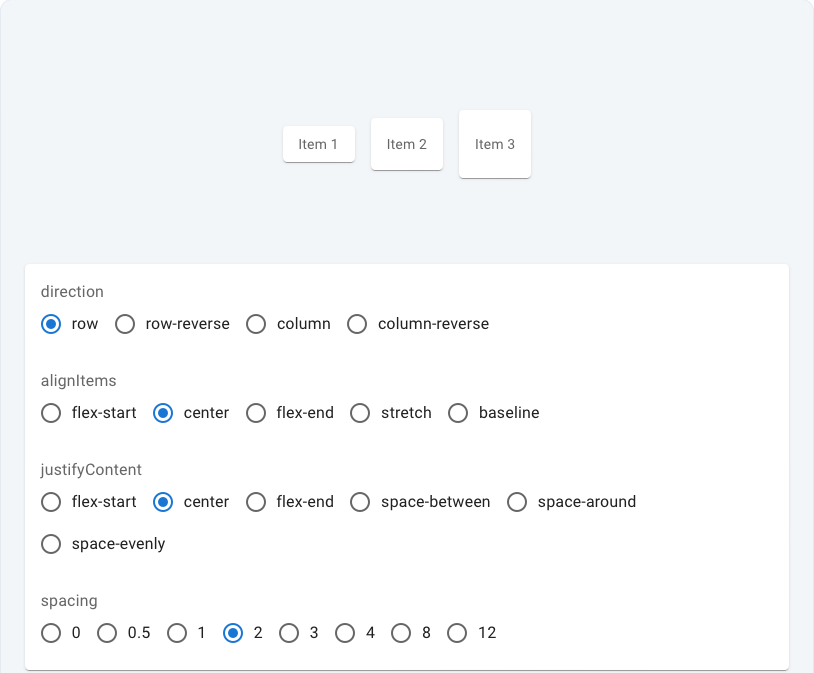 Item 1 Item 2 Item 3
direction
row row-reverse column column-reverse
alignItems
flex-start center flex-end stretch baseline
justifyContent
flex-start center flex-end space-between space-around
space-evenly
spacing
0 0.5 1 2 3 4 8 12